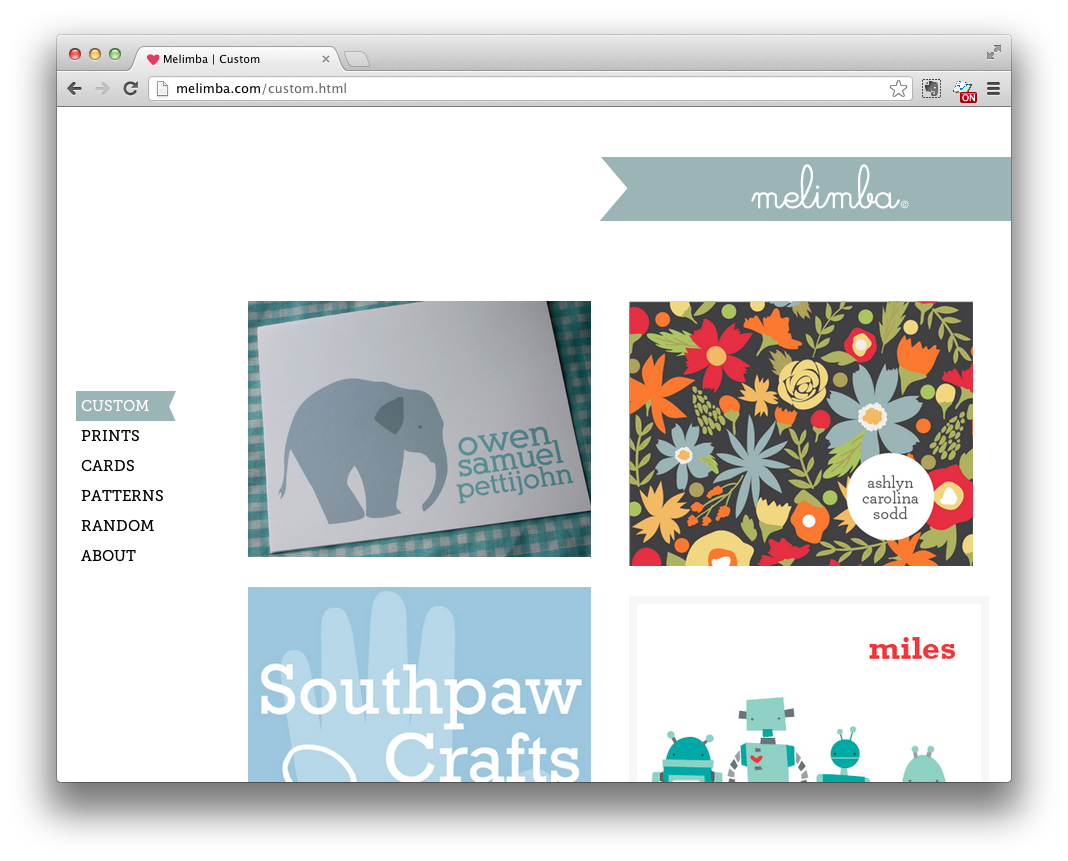 Melimba | Custom
melimba.com/custom.html
ON
melimba©
CUSTOM
PRINTS
CARDS
PATTERNS
RANDOM
ABOUT
owen
samuel
pettijohn
ashlyn
carolina
sodd
Southpaw
Crafts
miles